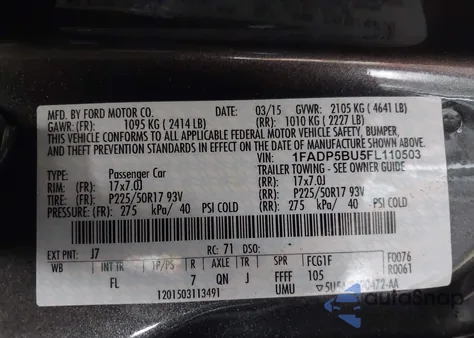 MFD. BY FORD MOTOR CO. 03/15 GVWR: 2105 KG ( 4641 LB)
GAWR: (FR): 1095 KG ( 2414 LB) (RR): 1010 KG ( 2227 LB)
THIS VEHICLE CONFORMS TO ALL APPLICABLE FEDERAL MOTOR VEHICLE SAFETY, BUMPER,
AND THEFT PREVENTION STANDARDS IN EFFECT ON THE DATE OF MANUFACTURE SHOWN ABOVE.
VIN: 1FADP5BU5FL110503
TYPE: Passenger Car TRAILER TOWING - SEE OWNER GUIDE
RIM: (FR) 17x7.0J (RR) 17x7.0J
TIRE: (FR) P225/50R17 93V (RR) P225/50R17 93V
PRESSURE: (FR) 275 kPa/ 40 PSI COLD (RR) 275 kPa/ 40 PSI COLD
EXT PNT: J7 RC: 71 DSO: F0076
WB INT TR TP/PS R AXLE TR SPR FCG1F R0061
FL 7 QN J FFFF 105
1201503113491 UMU
autoSnap